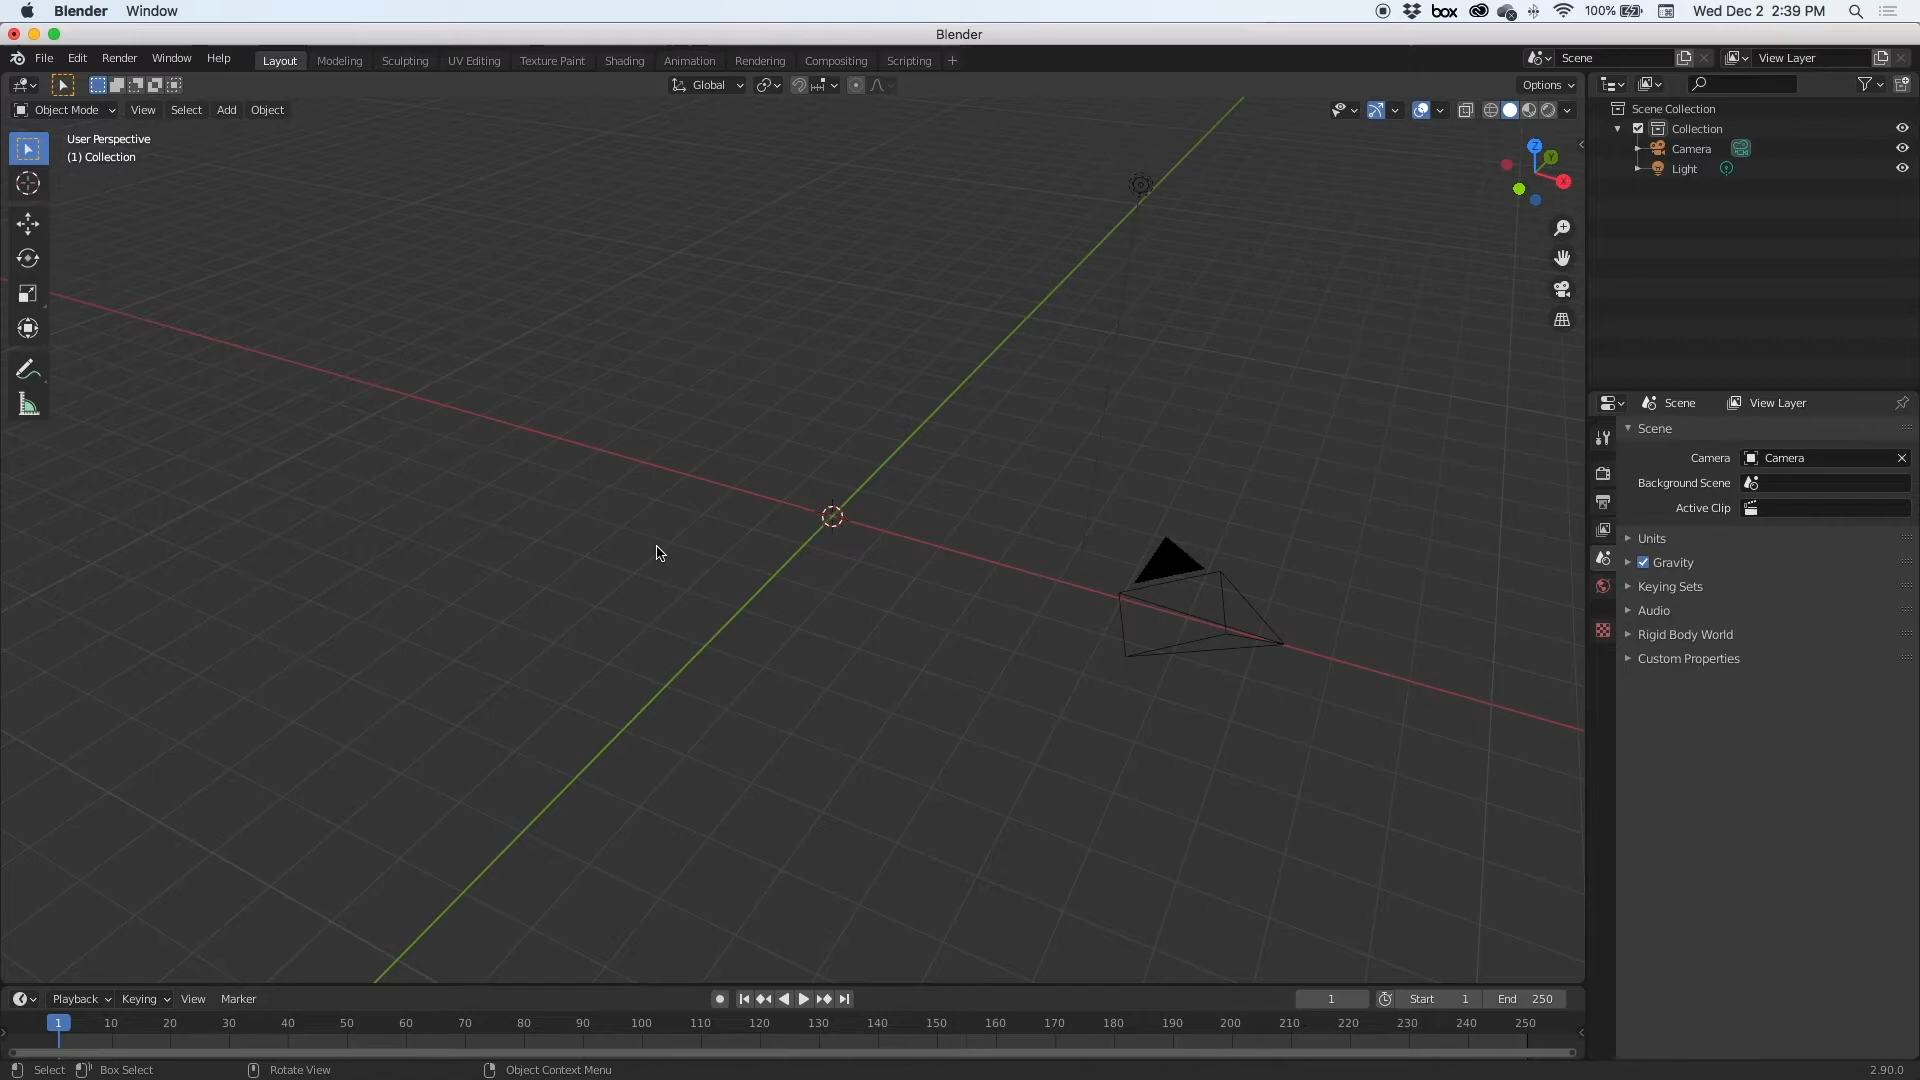 Blender Window box 100% Wed Dec 2 2:39 PM
Blender
File Edit Render Window Help Layout Modeling Sculpting UV Editing Texture Paint Shading Animation Rendering Compositing Scripting + Scene View Layer
Global Options
Object Mode View Select Add Object
User Perspective
(1) Collection
Z
Y
X
Scene Collection
Collection
Camera
Light
Scene View Layer
Scene
Camera Camera
Background Scene
Active Clip
Units
Gravity
Keying Sets
Audio
Rigid Body World
Custom Properties
Playback Keying View Marker 1 Start 1 End 250
1 10 20 30 40 50 60 70 80 90 100 110 120 130 140 150 160 170 180 190 200 210 220 230 240 250
Select Box Select Rotate View Object Context Menu 2.90.0